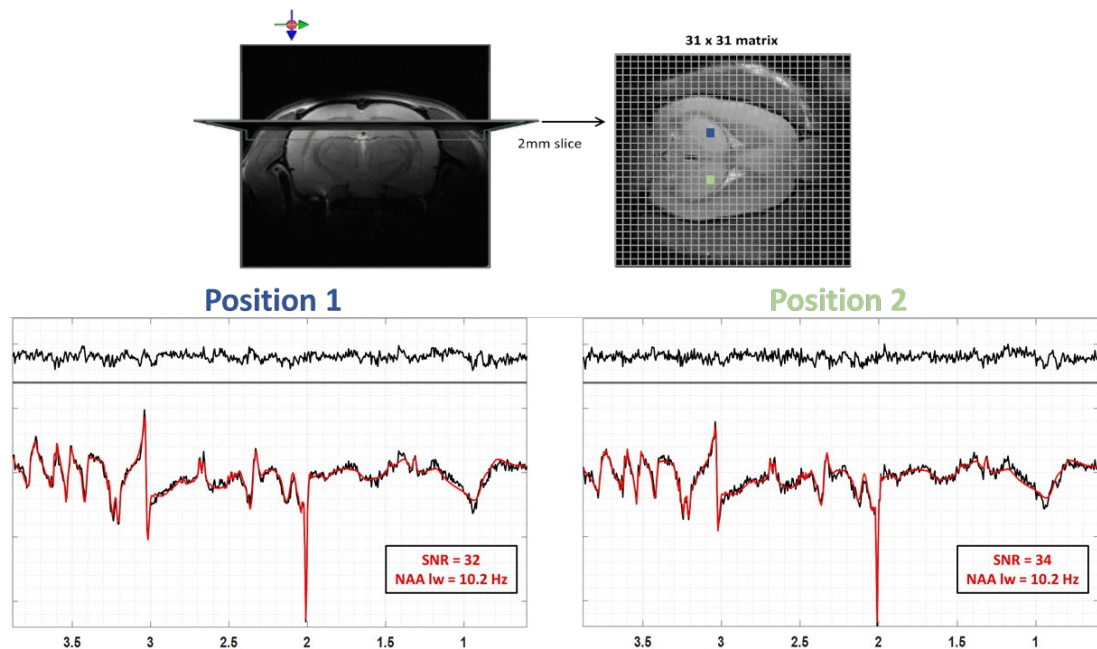 31 x 31 matrix
2mm slice
Position 1
Position 2
SNR = 32
NAA lw = 10.2 Hz
SNR = 34
NAA lw = 10.2 Hz
3.5 3 2.5 2 1.5 1
3.5 3 2.5 2 1.5 1